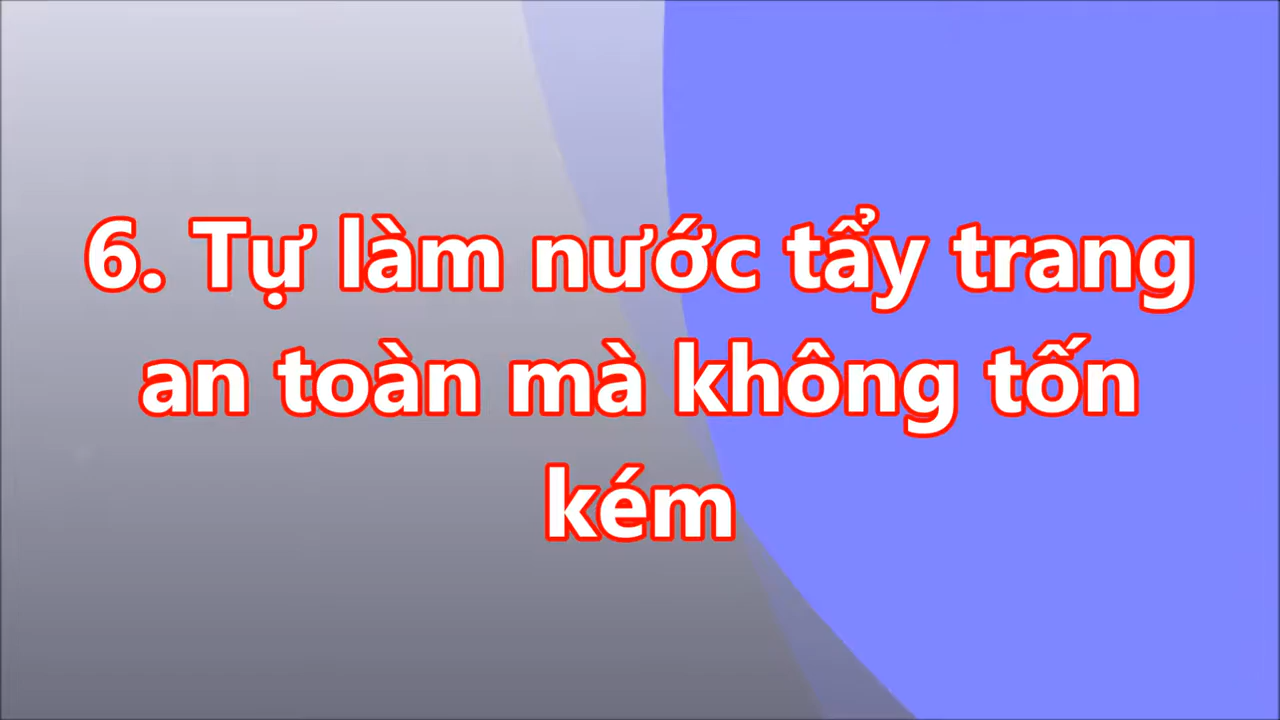 6. Tự làm nước tẩy trang
an toàn mà không tốn
kém